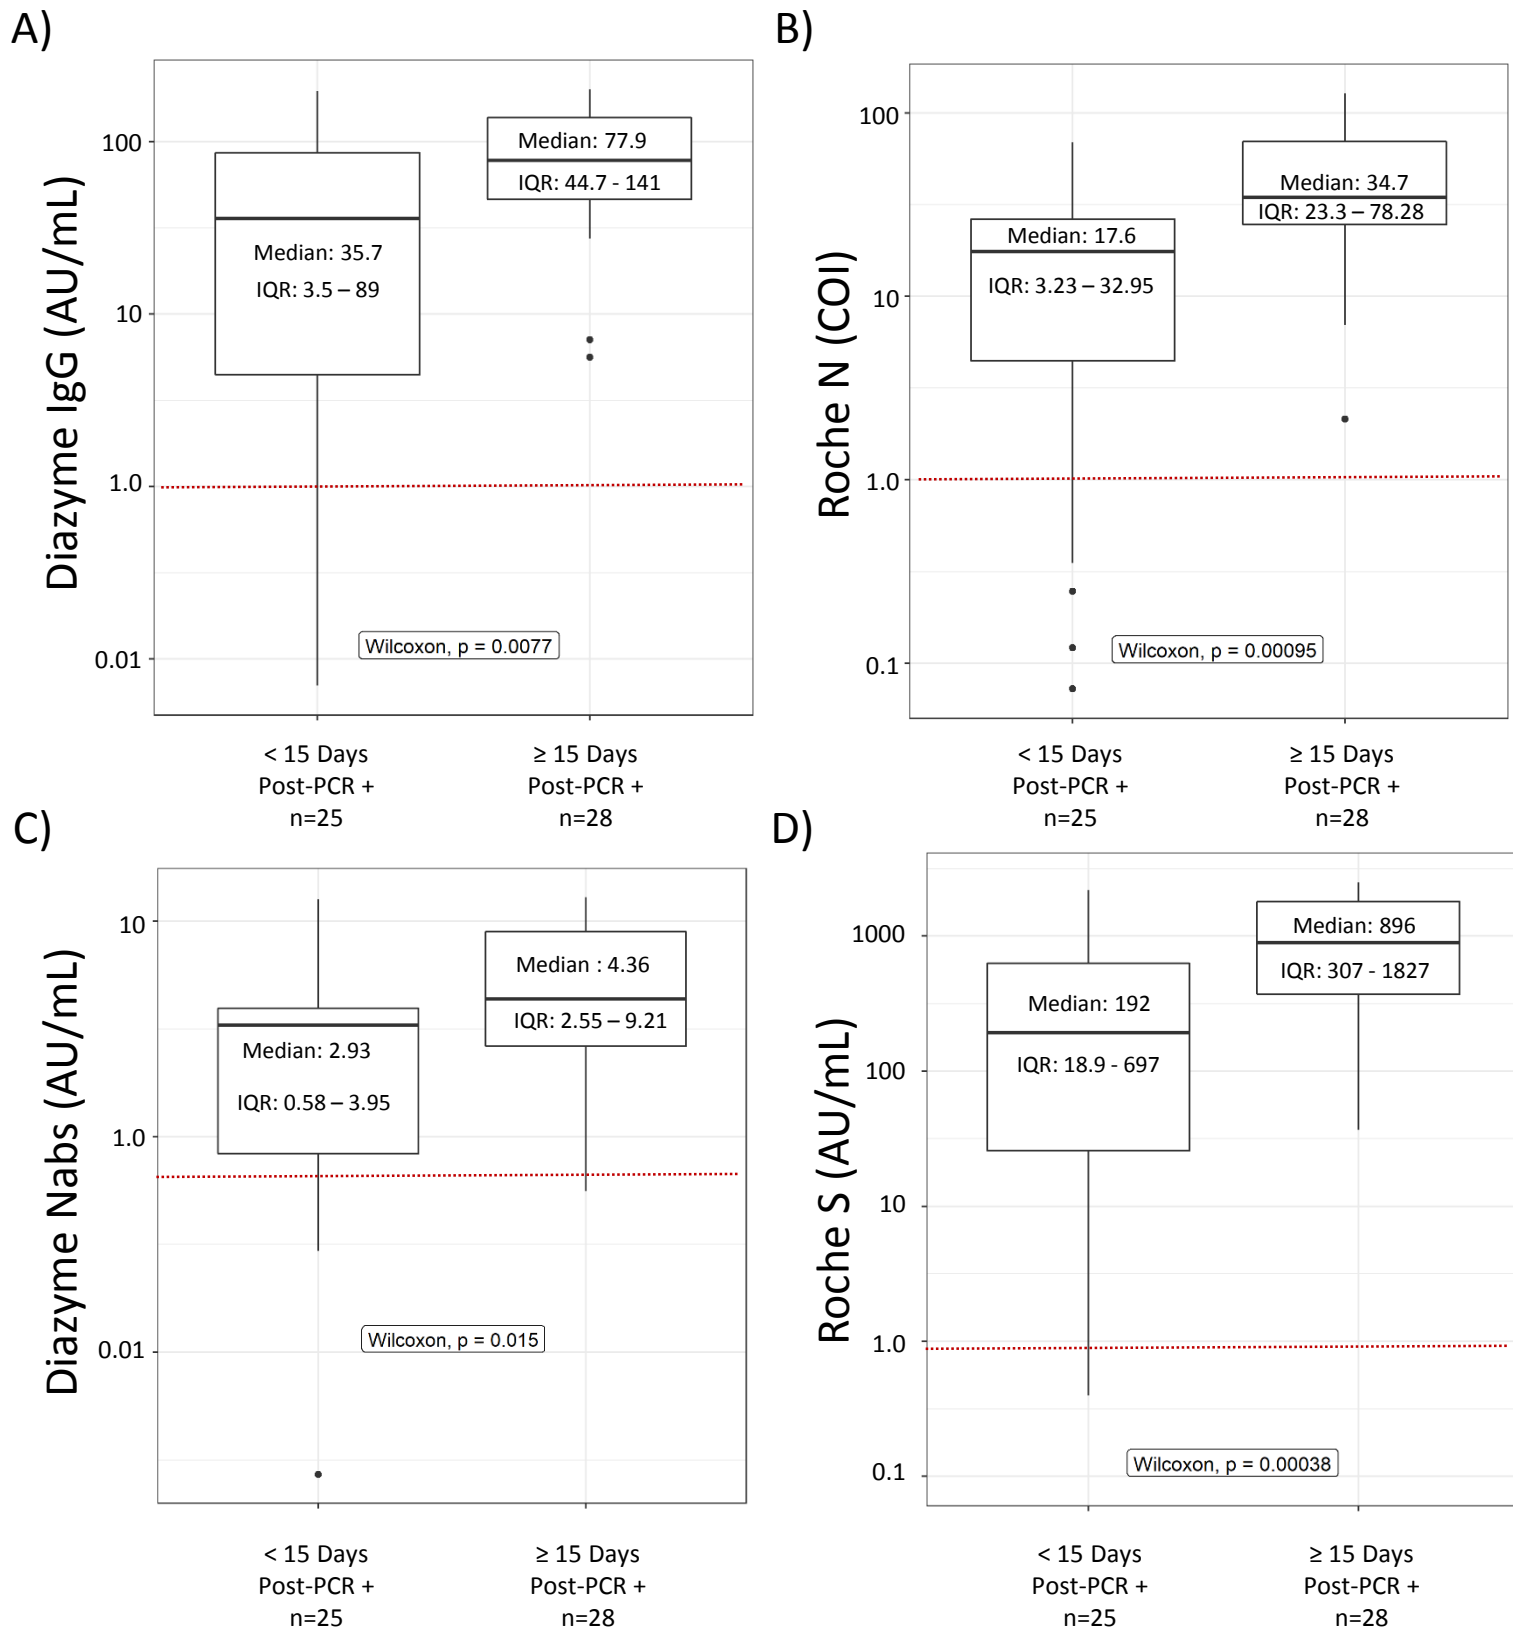 A)
Diazyme IgG (AU/mL)
100
10
1.0
0.01
Median: 35.7
IQR: 3.5 – 89
Median: 77.9
IQR: 44.7 - 141
Wilcoxon, p = 0.0077
< 15 Days
Post-PCR +
n=25
≥ 15 Days
Post-PCR +
n=28
B)
Roche N (COI)
100
10
1.0
0.1
Median: 17.6
IQR: 3.23 – 32.95
Median: 34.7
IQR: 23.3 – 78.28
Wilcoxon, p = 0.00095
< 15 Days
Post-PCR +
n=25
≥ 15 Days
Post-PCR +
n=28
C)
Diazyme Nabs (AU/mL)
10
1.0
0.01
Median: 2.93
IQR: 0.58 – 3.95
Median : 4.36
IQR: 2.55 – 9.21
Wilcoxon, p = 0.015
< 15 Days
Post-PCR +
n=25
≥ 15 Days
Post-PCR +
n=28
D)
Roche S (AU/mL)
1000
100
10
1.0
0.1
Median: 192
IQR: 18.9 - 697
Median: 896
IQR: 307 - 1827
Wilcoxon, p = 0.00038
< 15 Days
Post-PCR +
n=25
≥ 15 Days
Post-PCR +
n=28